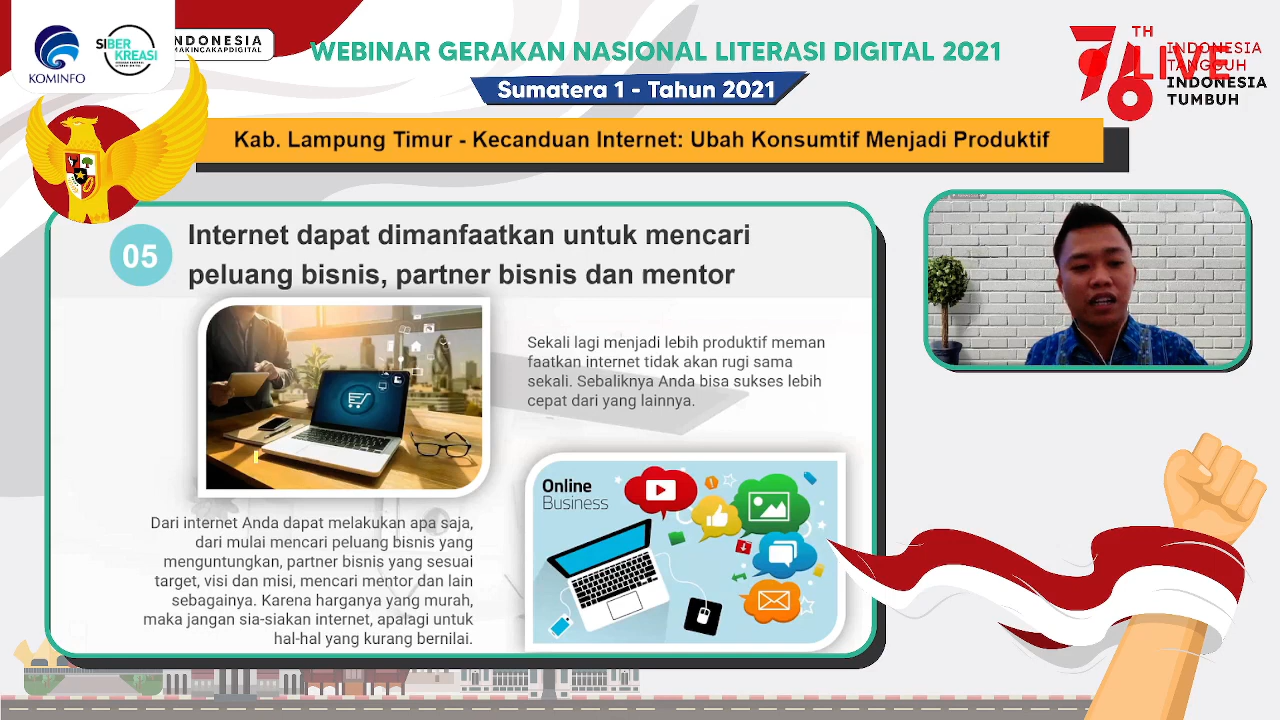 KOMINFO
SIBER
KREASI
INDONESIA
MAKINCAKAPDIGITAL
WEBINAR GERAKAN NASIONAL LITERASI DIGITAL 2021
Sumatera 1 - Tahun 2021
76
TH
LIVE
INDONESIA
TANGGUH
INDONESIA
TUMBUH
Kab. Lampung Timur - Kecanduan Internet: Ubah Konsumtif Menjadi Produktif
05
Internet dapat dimanfaatkan untuk mencari
peluang bisnis, partner bisnis dan mentor
Sekali lagi menjadi lebih produktif meman
faatkan internet tidak akan rugi sama
sekali. Sebaliknya Anda bisa sukses lebih
cepat dari yang lainnya.
Online
Business
Dari internet Anda dapat melakukan apa saja,
dari mulai mencari peluang bisnis yang
menguntungkan, partner bisnis yang sesuai
target, visi dan misi, mencari mentor dan lain
sebagainya. Karena harganya yang murah,
maka jangan sia-siakan internet, apalagi untuk
hal-hal yang kurang bernilai.